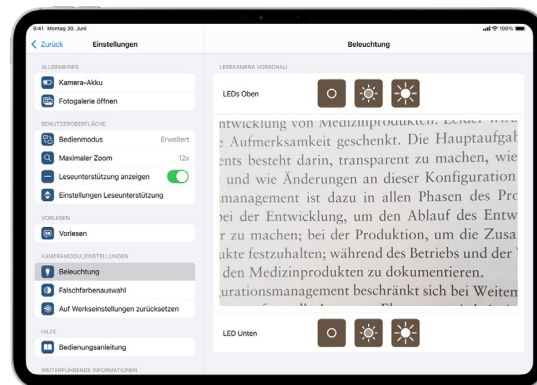 9:41 Montag 30. Juni
100%
Zurück
Einstellungen
Beleuchtung
ALLGEMEINES
Kamera-Akku
Fotogalerie öffnen
BENUTZEROBERFLÄCHE
Bedienmodus Erweitert
Maximaler Zoom 12x
Leseunterstützung anzeigen
Einstellungen Leseunterstützung
VORLESEN
Vorlesen
KAMERAMODULEINSTELLUNGEN
Beleuchtung
Falschfarbenauswahl
Auf Werkseinstellungen zurücksetzen
HILFE
Bedienungsanleitung
WEITERFÜHRENDE INFORMATIONEN
LESEKAMERA VORSCHAU
LEDs Oben
ntwicklung von Medizinprodukten. Leider wird
Aufmerksamkeit geschenkt. Die Hauptaufgab
ents besteht darin, transparent zu machen, wie
und wie Änderungen an dieser Konfiguration
smanagement ist dazu in allen Phasen des Pro
bei der Entwicklung, um den Ablauf des Entw
r zu machen; bei der Produktion, um die Zusa
ukte festzuhalten; während des Betriebs und der
den Medizinprodukten zu dokumentieren.
urationsmanagement beschränkt sich bei Weitem
LED Unten